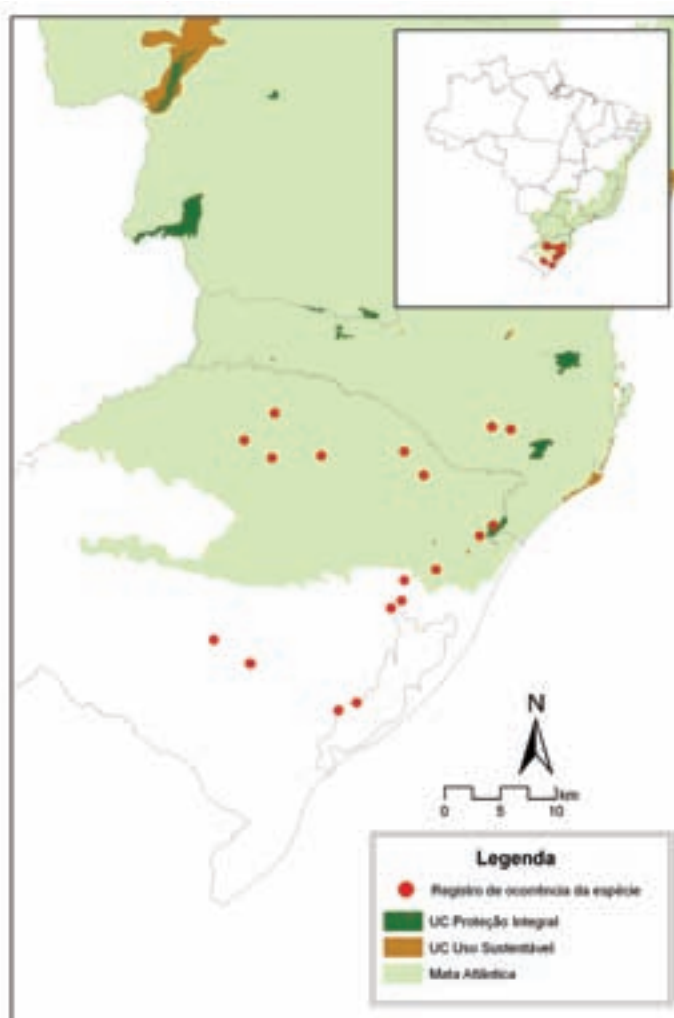 N
km
0 5 10
Legenda
Registro de ocorrência da espécie
UC Proteção Integral
UC Uso Sustentável
Mata Atlântica